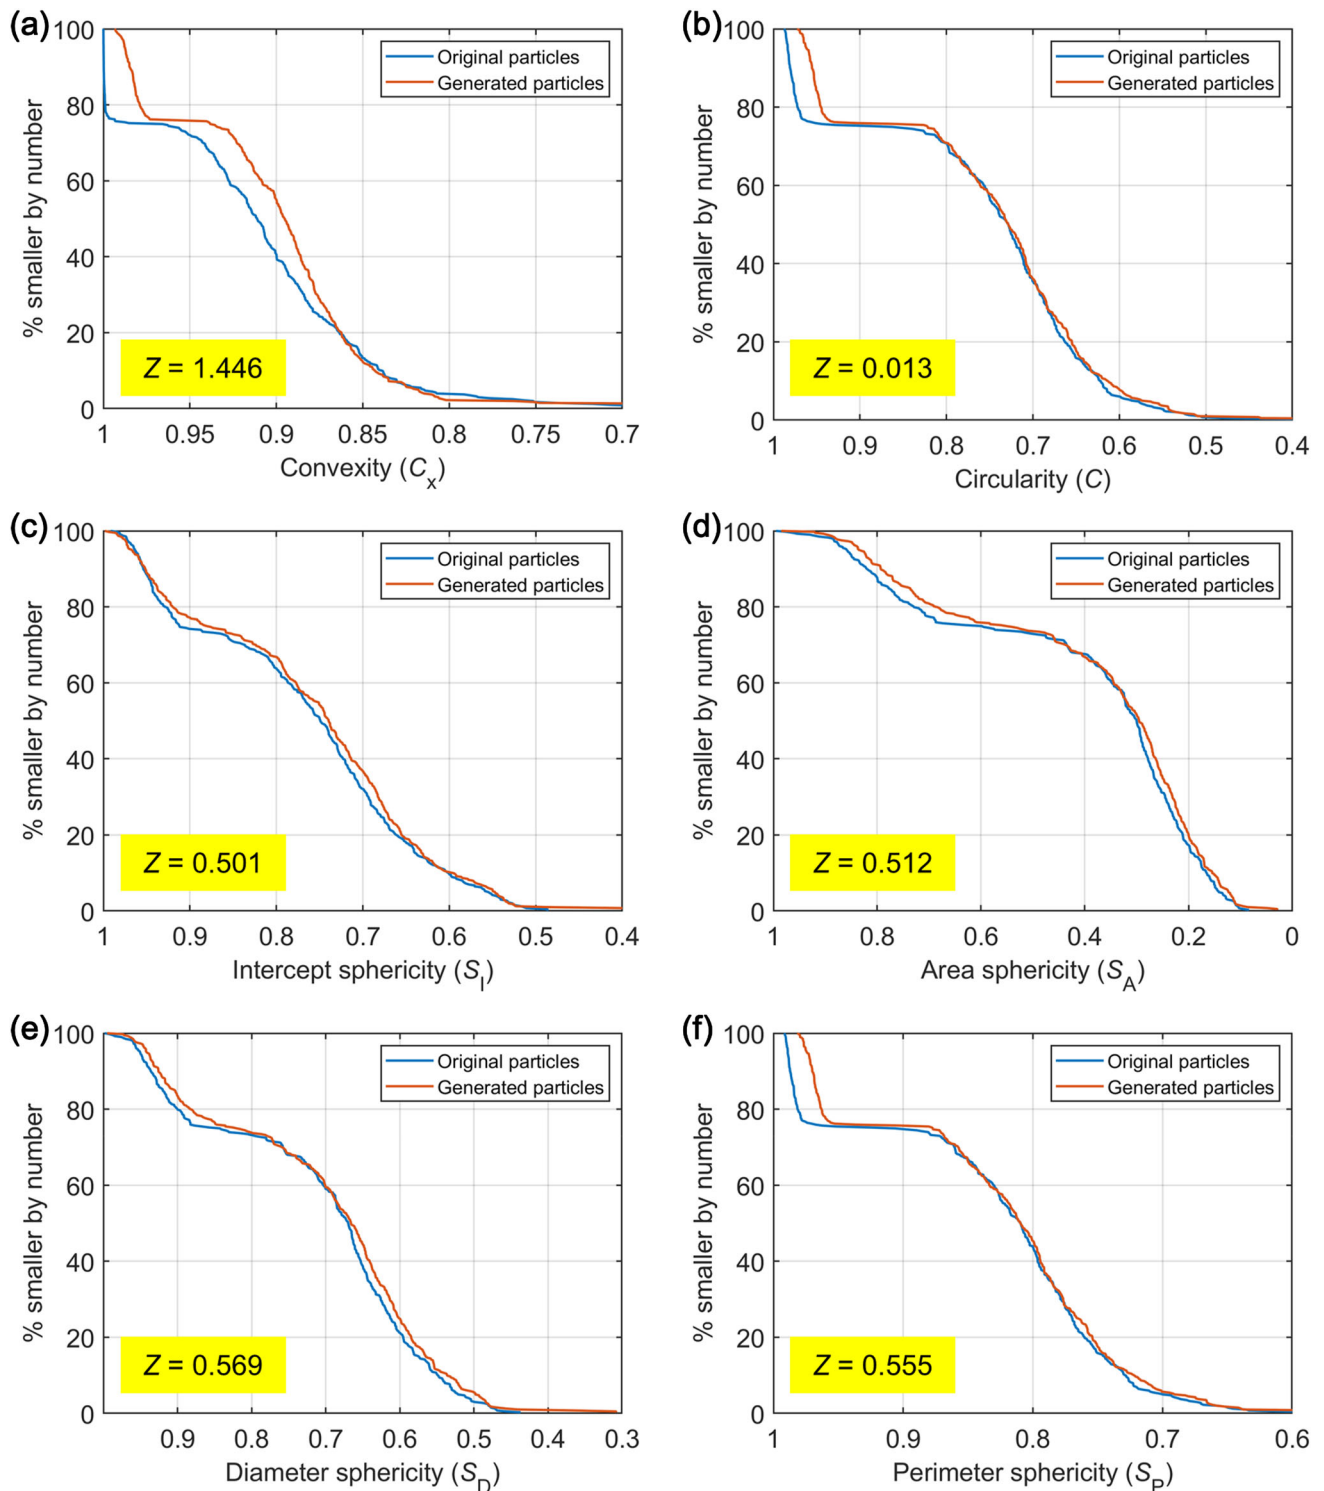 (a)
100
80
60
40
20
0
% smaller by number
Original particles
Generated particles
Z = 1.446
1 0.95 0.9 0.85 0.8 0.75 0.7
Convexity (Cx)
(b)
100
80
60
40
20
0
% smaller by number
Original particles
Generated particles
Z = 0.013
1 0.9 0.8 0.7 0.6 0.5 0.4
Circularity (C)
(c)
100
80
60
40
20
0
% smaller by number
Original particles
Generated particles
Z = 0.501
1 0.9 0.8 0.7 0.6 0.5 0.4
Intercept sphericity (SI)
(d)
100
80
60
40
20
0
% smaller by number
Original particles
Generated particles
Z = 0.512
1 0.8 0.6 0.4 0.2 0
Area sphericity (SA)
(e)
100
80
60
40
20
0
% smaller by number
Original particles
Generated particles
Z = 0.569
0.9 0.8 0.7 0.6 0.5 0.4 0.3
Diameter sphericity (SD)
(f)
100
80
60
40
20
0
% smaller by number
Original particles
Generated particles
Z = 0.555
1 0.9 0.8 0.7 0.6
Perimeter sphericity (SP)